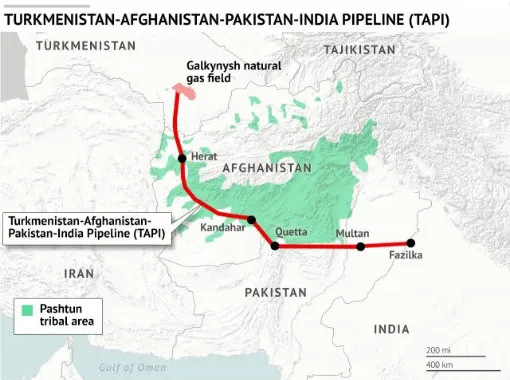 TURKMENISTAN-AFGHANISTAN-PAKISTAN-INDIA PIPELINE (TAPI)
TURKMENISTAN
TAJIKISTAN
Galkynysh natural
gas field
Herat
AFGHANISTAN
Turkmenistan-Afghanistan-
Pakistan-India Pipeline (TAPI)
Kandahar
Quetta
Multan
Fazilka
IRAN
PAKISTAN
Pashtun
tribal area
INDIA
200 mi
400 km
Gulf of Oman